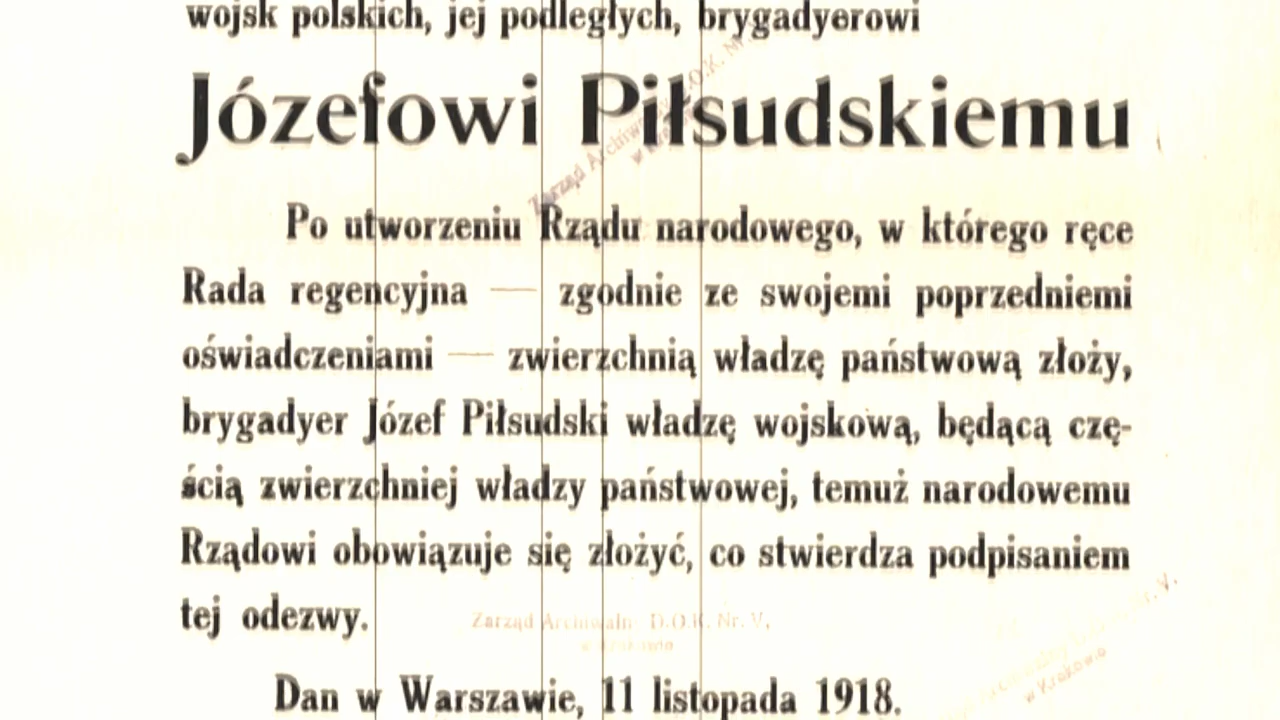 wojsk polskich, jej podległych, brygadyerowi
Józefowi Piłsudskiemu
Po utworzeniu Rządu narodowego, w którego ręce
Rada regencyjna — zgodnie ze swojemi poprzedniemi
oświadczeniami — zwierzchnią władzę państwową złoży,
brygadyer Józef Piłsudski władzę wojskową, będącą czę-
ścią zwierzchniej władzy państwowej, temuż narodowemu
Rządowi obowiązuje się złożyć, co stwierdza podpisaniem
tej odezwy.
Zarząd D.O.K. Nr. V.
Dan w Warszawie, 11 listopada 1918.
w Krakowie